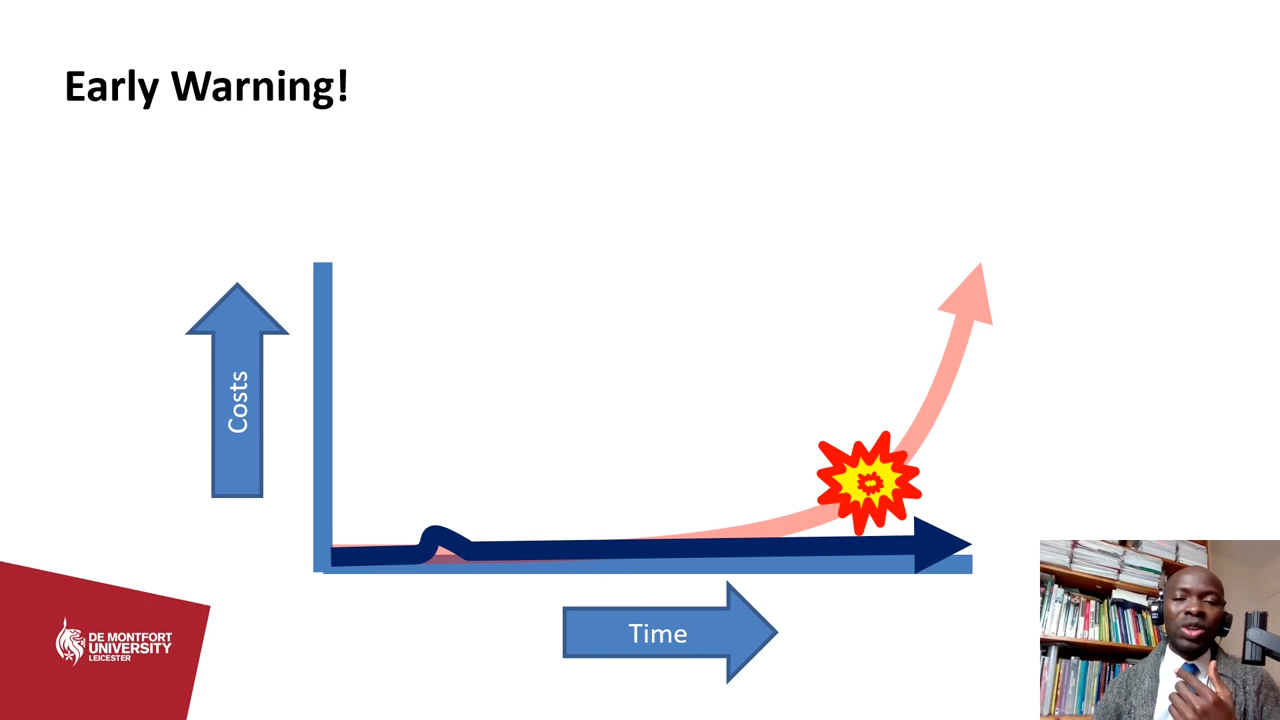 Early Warning!
Costs
Time
DE MONTFORT
UNIVERSITY
LEICESTER